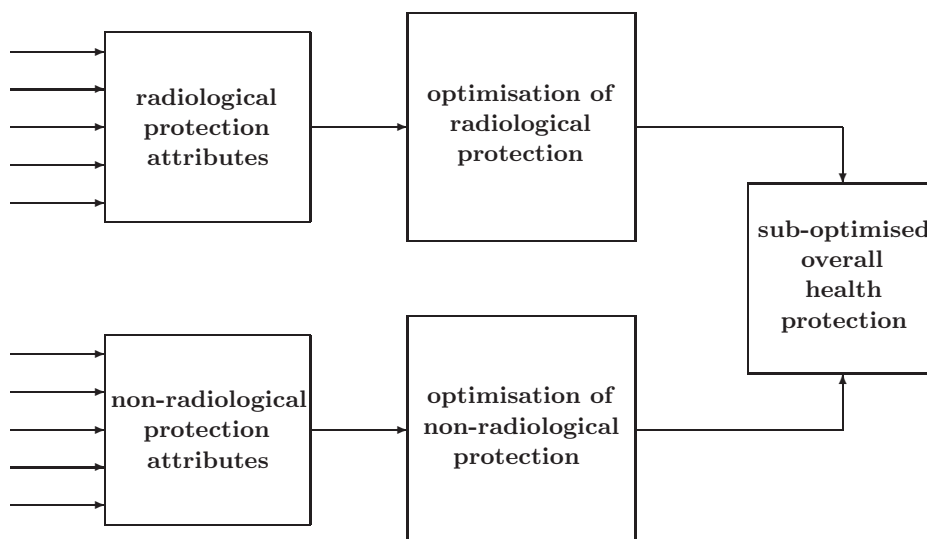 radiological
protection
attributes
optimisation of
radiological
protection
sub-optimised
overall
health
protection
non-radiological
protection
attributes
optimisation of
non-radiological
protection